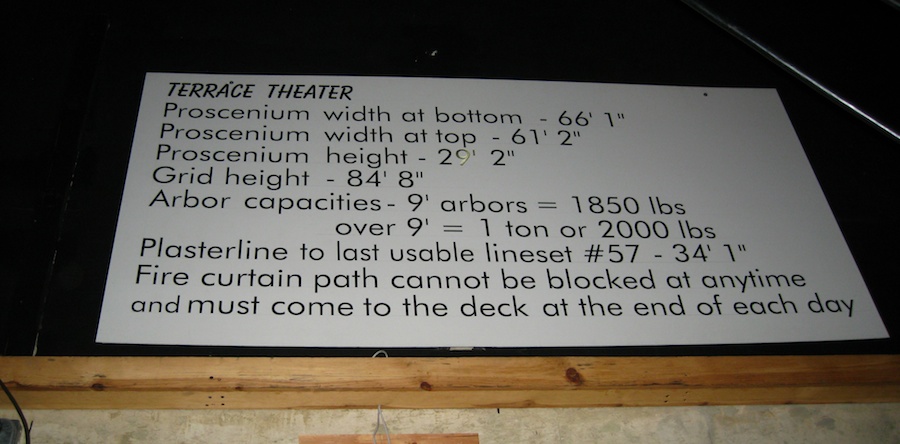 TERRACE THEATER
Proscenium width at bottom - 66' 1"
Proscenium width at top - 61' 2"
Proscenium height - 29' 2"
Grid height - 84' 8"
Arbor capacities - 9' arbors = 1850 lbs
over 9' = 1 ton or 2000 lbs
Plasterline to last usable lineset #57 - 34' 1"
Fire curtain path cannot be blocked at anytime
and must come to the deck at the end of each day